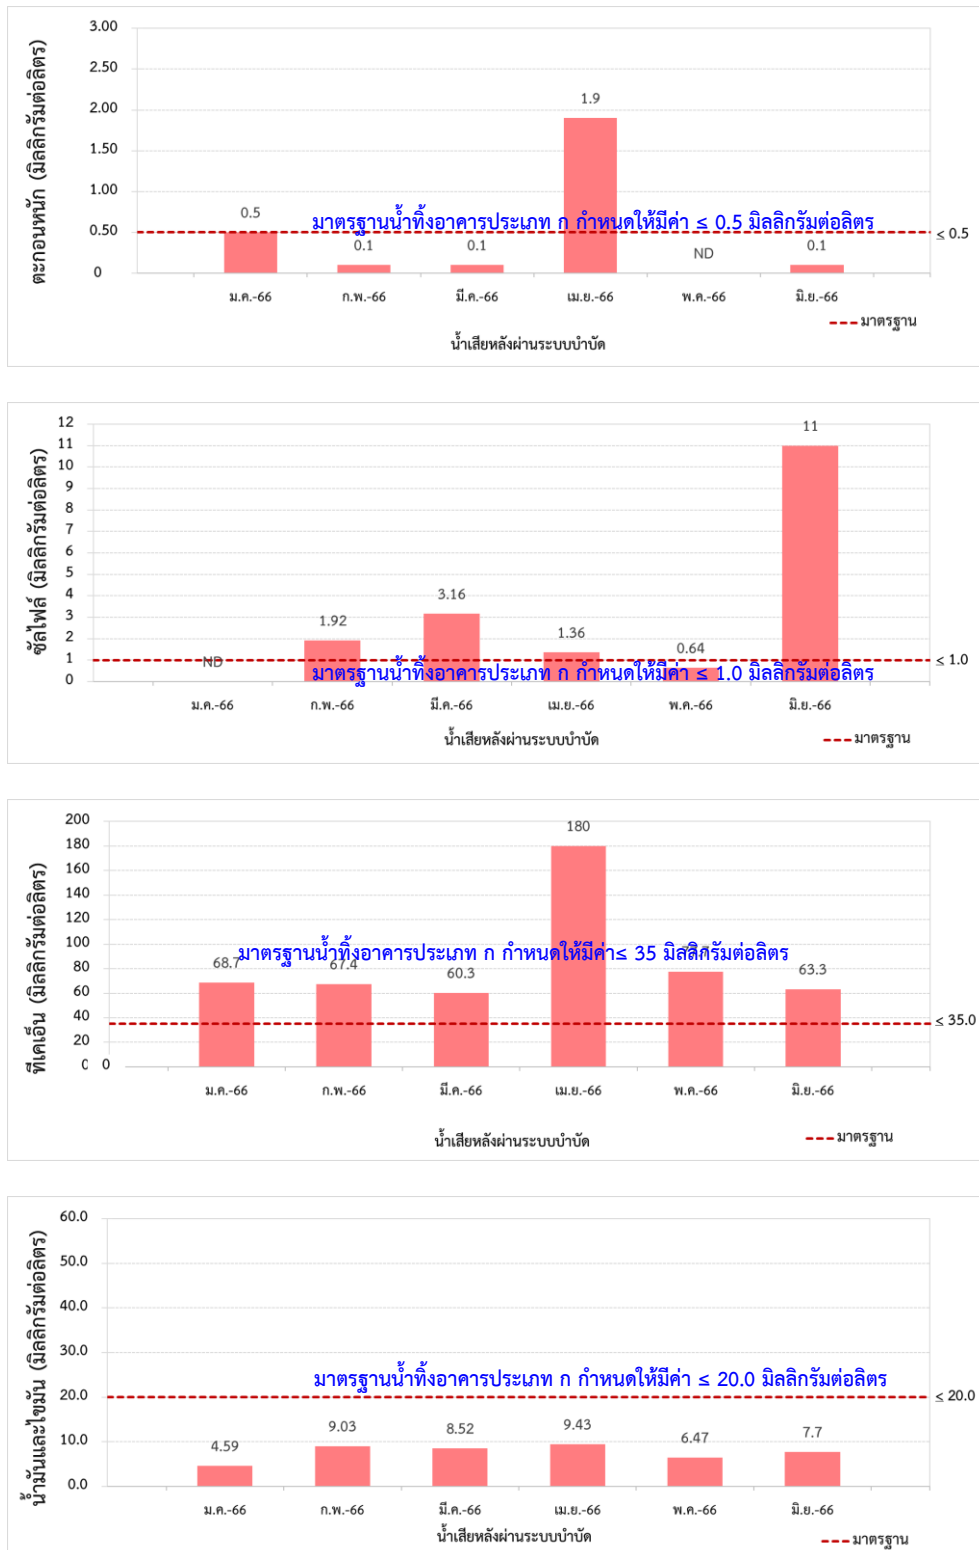 ตะกอนหนัก (มิลลิกรัมต่อลิตร)
3.00
2.50
2.00
1.50
1.00
0.50
0
0.5
0.1
0.1
1.9
ND
0.1
มาตรฐานน้ำทิ้งอาคารประเภท ก กำหนดให้มีค่า ≤ 0.5 มิลลิกรัมต่อลิตร
≤ 0.5
ม.ค.-66 ก.พ.-66 มี.ค.-66 เม.ย.-66 พ.ค.-66 มิ.ย.-66
มาตรฐาน
น้ำเสียหลังผ่านระบบบำบัด
ซัลไฟล์ (มิลลิกรัมต่อลิตร)
12
11
10
9
8
7
6
5
4
3
2
1
0
ND
1.92
3.16
1.36
0.64
11
≤ 1.0
มาตรฐานน้ำทิ้งอาคารประเภท ก กำหนดให้มีค่า ≤ 1.0 มิลลิกรัมต่อลิตร
ม.ค.-66 ก.พ.-66 มี.ค.-66 เม.ย.-66 พ.ค.-66 มิ.ย.-66
น้ำเสียหลังผ่านระบบบำบัด
มาตรฐาน
ทีเคเอ็น (มิลลิกรัมต่อลิตร)
200
180
160
140
120
100
80
60
40
20
0 0
68.7
67.4
60.3
180
63.3
มาตรฐานน้ำทิ้งอาคารประเภท ก กำหนดให้มีค่า≤ 35 มิลลิกรัมต่อลิตร
≤ 35.0
ม.ค.-66 ก.พ.-66 มี.ค.-66 เม.ย.-66 พ.ค.-66 มิ.ย.-66
น้ำเสียหลังผ่านระบบบำบัด
มาตรฐาน
น้ำมันและไขมัน (มิลลิกรัมต่อลิตร)
60.0
50.0
40.0
30.0
20.0
10.0
0.0
มาตรฐานน้ำทิ้งอาคารประเภท ก กำหนดให้มีค่า ≤ 20.0 มิลลิกรัมต่อลิตร
≤ 20.0
4.59
9.03
8.52
9.43
6.47
7.7
ม.ค.-66 ก.พ.-66 มี.ค.-66 เม.ย.-66 พ.ค.-66 มิ.ย.-66
น้ำเสียหลังผ่านระบบบำบัด
มาตรฐาน